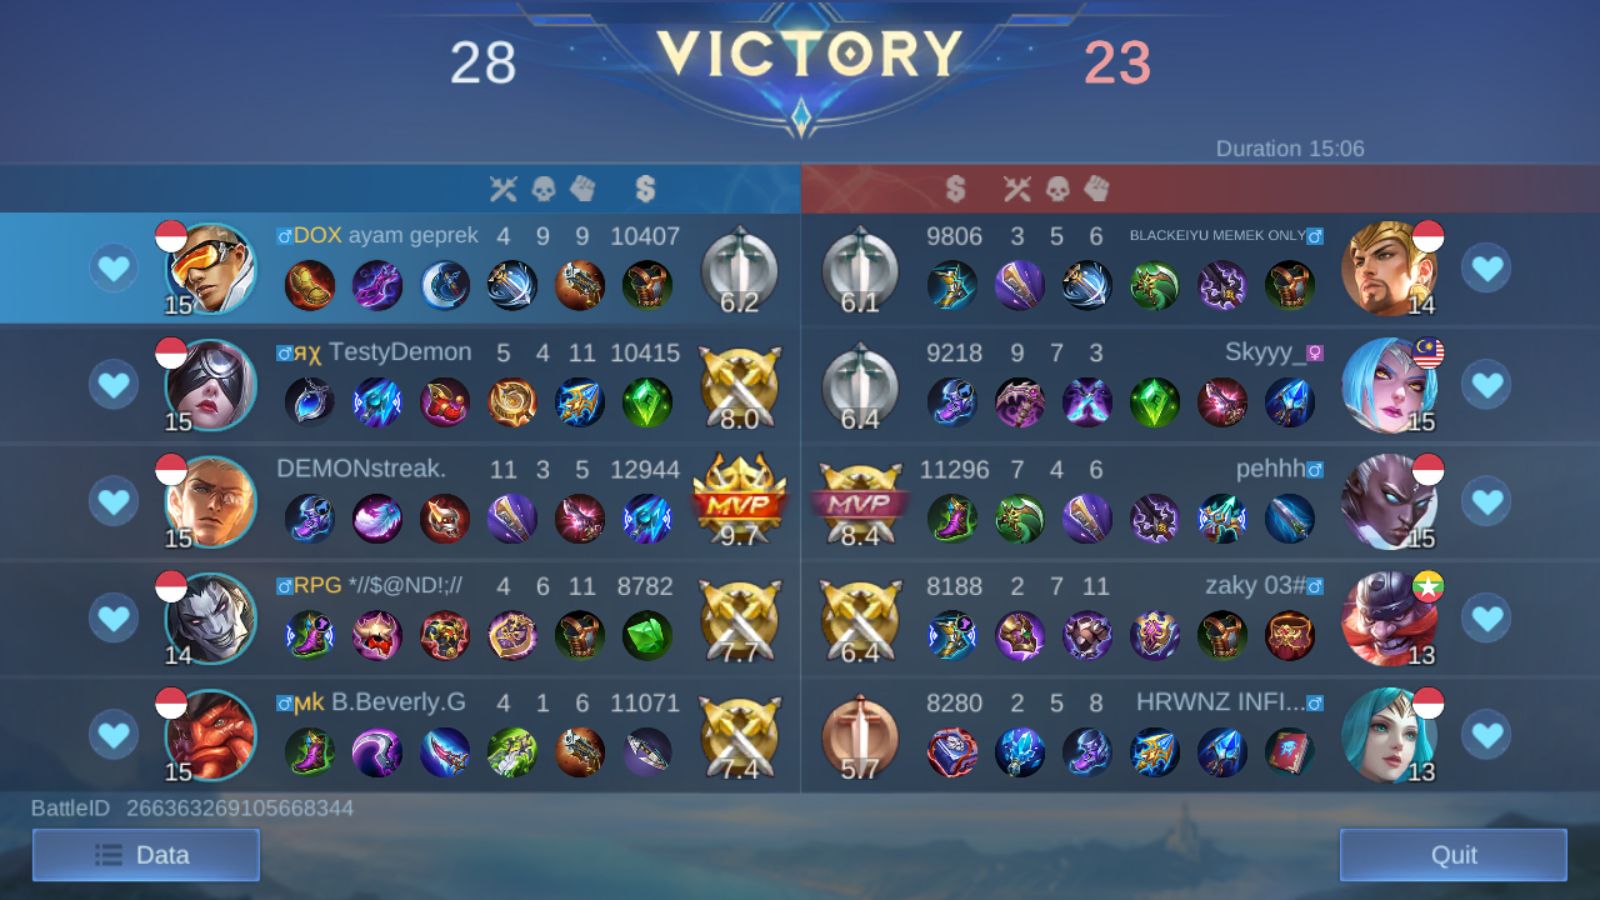 28 VICTORY 23
Duration 15:06
DOX ayam geprek 4 9 9 10407
15 6.2
9806 3 5 6 BLACKEIYU MEMEK ONLY
6.1 14
ЯҲ TestyDemon 5 4 11 10415
15 8.0
9218 9 7 3 Skyyy_
6.4 15
DEMONstreak. 11 3 5 12944
MVP
15 9.7
11296 7 4 6 pehhh
MVP
8.4 15
RPG *//$@ND!;// 4 6 11 8782
14 7.7
8188 2 7 11 zaky 03#
6.4 13
Mk B.Beverly.G 4 1 6 11071
15 7.4
8280 2 5 8 HRWNZ INFI...
5.7 13
BattleID 266363269105668344
Data
Quit